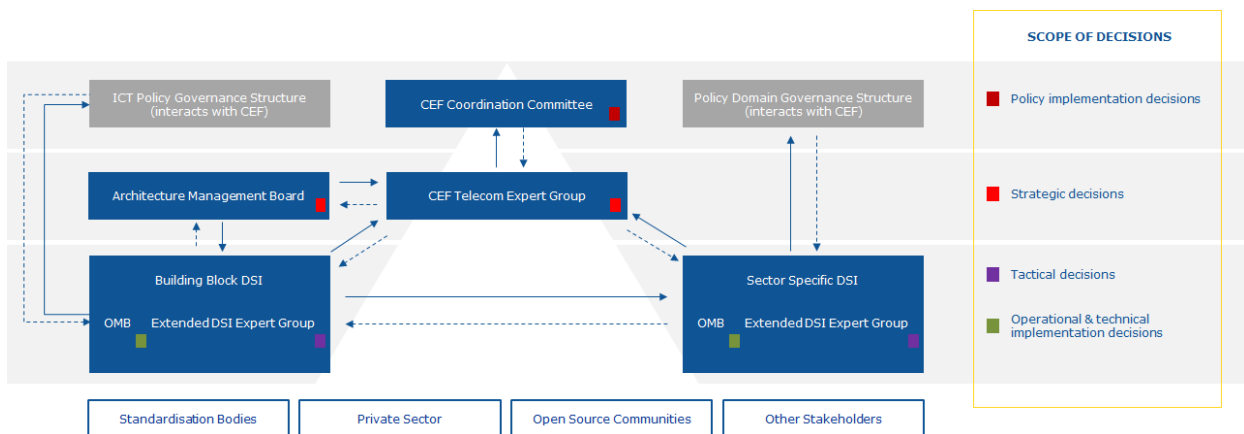 SCOPE OF DECISIONS
ICT Policy Governance Structure
(interacts with CEF)
CEF Coordination Committee
Policy Domain Governance Structure
(interacts with CEF)
Policy implementation decisions
Architecture Management Board
CEF Telecom Expert Group
Strategic decisions
Building Block DSI
Sector Specific DSI
Tactical decisions
OMB
Extended DSI Expert Group
OMB
Extended DSI Expert Group
Operational & technical
implementation decisions
Standardisation Bodies
Private Sector
Open Source Communities
Other Stakeholders